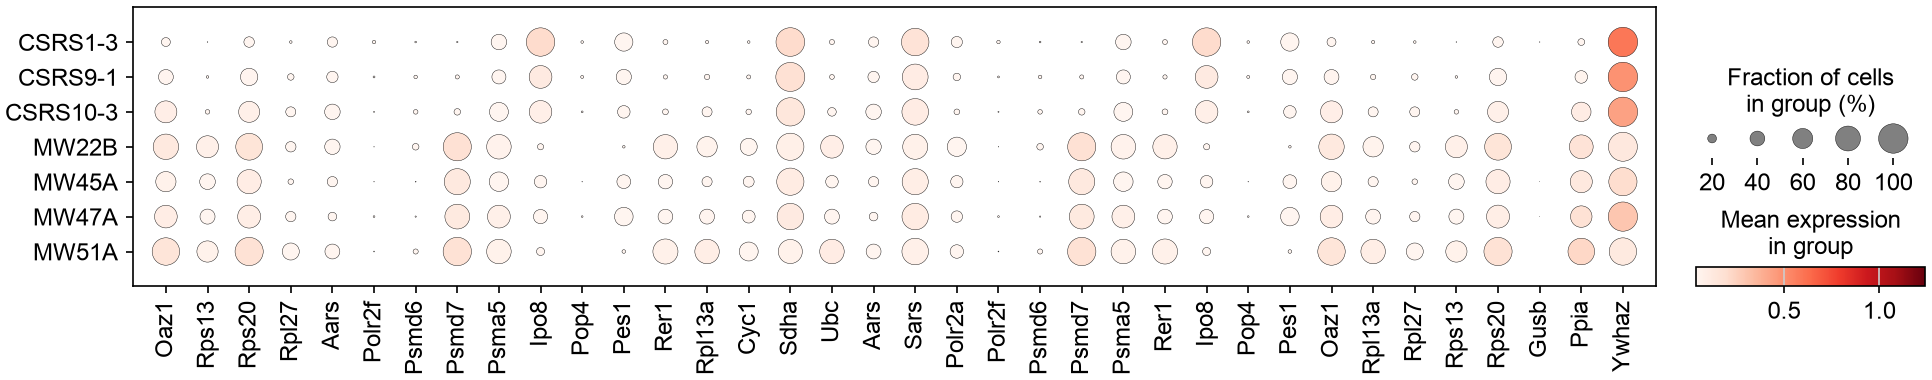 CSRS1-3
CSRS9-1
CSRS10-3
MW22B
MW45A
MW47A
MW51A
Oaz1
Rps13
Rps20
Rpl27
Aars
Polr2f
Psmd6
Psmd7
Psma5
Ipo8
Pop4
Pes1
Rer1
Rpl13a
Cyc1
Sdha
Ubc
Aars
Sars
Polr2a
Polr2f
Psmd6
Psmd7
Psma5
Rer1
Ipo8
Pop4
Pes1
Oaz1
Rpl13a
Rpl27
Rps13
Rps20
Gusb
Ppia
Ywhaz
Fraction of cells
in group (%)
20 40 60 80 100
Mean expression
in group
0.5 1.0